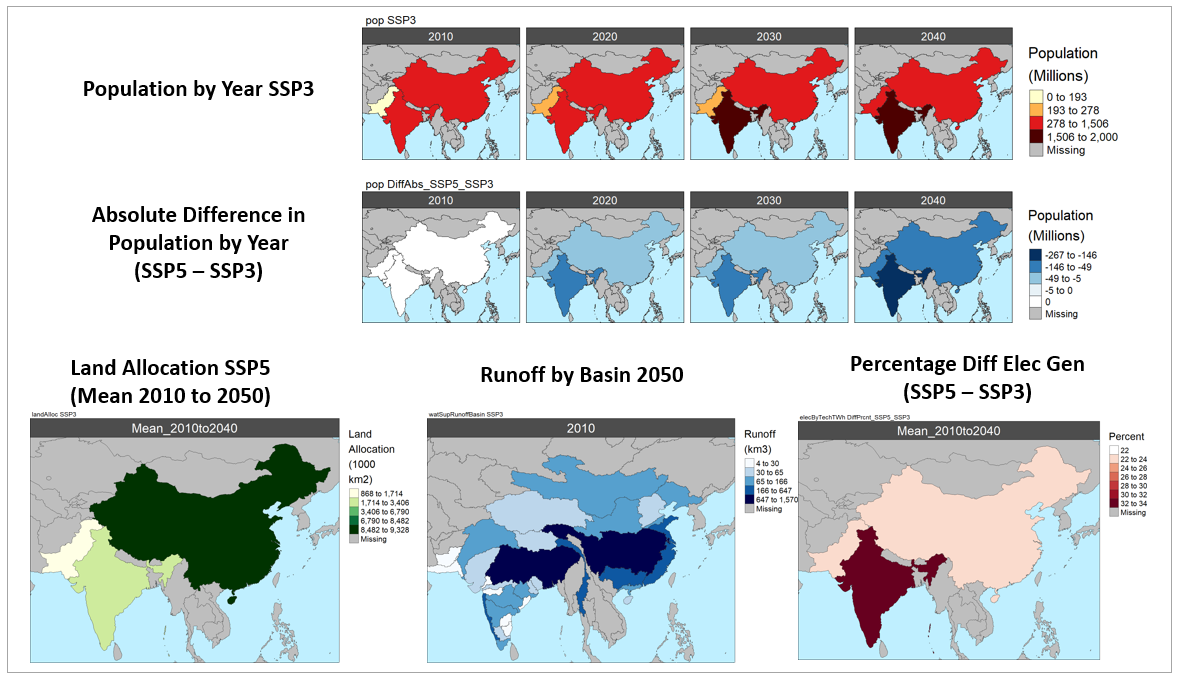 pop SSP3
2010
2020
2030
2040
Population by Year SSP3
Population
(Millions)
0 to 193
193 to 278
278 to 1,506
1,506 to 2,000
Missing
pop DiffAbs_SSP5_SSP3
2010
2020
2030
2040
Absolute Difference in
Population by Year
(SSP5 – SSP3)
Population
(Millions)
-267 to -146
-146 to -49
-49 to -5
-5 to 0
0
Missing
Land Allocation SSP5
(Mean 2010 to 2050)
landAlloc SSP3
Mean_2010to2040
Land
Allocation
(1000
km2)
868 to 1,714
1,714 to 3,406
3,406 to 6,790
6,790 to 8,482
8,482 to 9,328
Missing
Runoff by Basin 2050
watSupRunoffBasin SSP3
2010
Runoff
(km3)
4 to 30
30 to 65
65 to 166
166 to 647
647 to 1,570
Missing
Percentage Diff Elec Gen
(SSP5 – SSP3)
elecByTechTWh DiffPrcnt_SSP5_SSP3
Mean_2010to2040
Percent
22
22 to 24
24 to 26
26 to 28
28 to 30
30 to 32
32 to 34
Missing